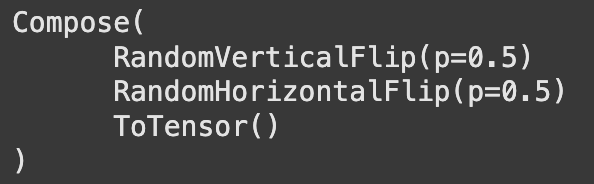 Compose(
RandomVerticalFlip(p=0.5)
RandomHorizontalFlip(p=0.5)
ToTensor()
)